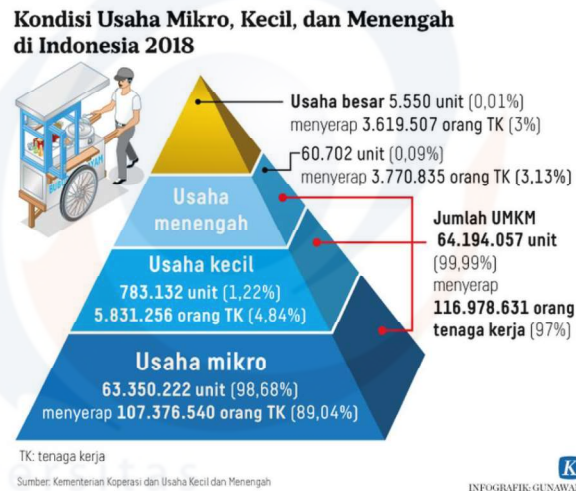 Kondisi Usaha Mikro, Kecil, dan Menengah
di Indonesia 2018
Usaha besar 5.550 unit (0,01%)
menyerap 3.619.507 orang TK (3%)
60.702 unit (0,09%)
menyerap 3.770.835 orang TK (3,13%)
Usaha
menengah
Jumlah UMKM
64.194.057 unit
(99,99%)
menyerap
116.978.631 orang
tenaga kerja (97%)
Usaha kecil
783.132 unit (1,22%)
5.831.256 orang TK (4,84%)
Usaha mikro
63.350.222 unit (98,68%)
menyerap 107.376.540 orang TK (89,04%)
TK: tenaga kerja
Sumber: Kementerian Koperasi dan Usaha Kecil dan Menengah
K
INFOGRAFIK: GUNAWAN